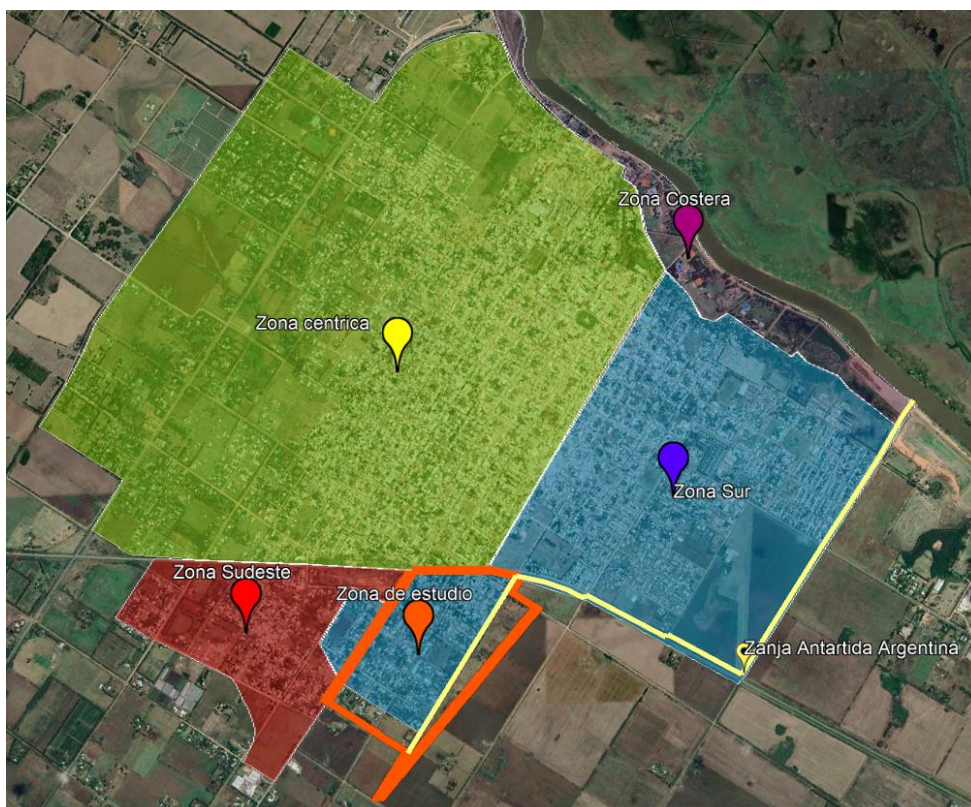 Zona Costera
Zona centrica
Zona Sur
Zona Sudeste
Zona de estudio
Zanja Antartida Argentina